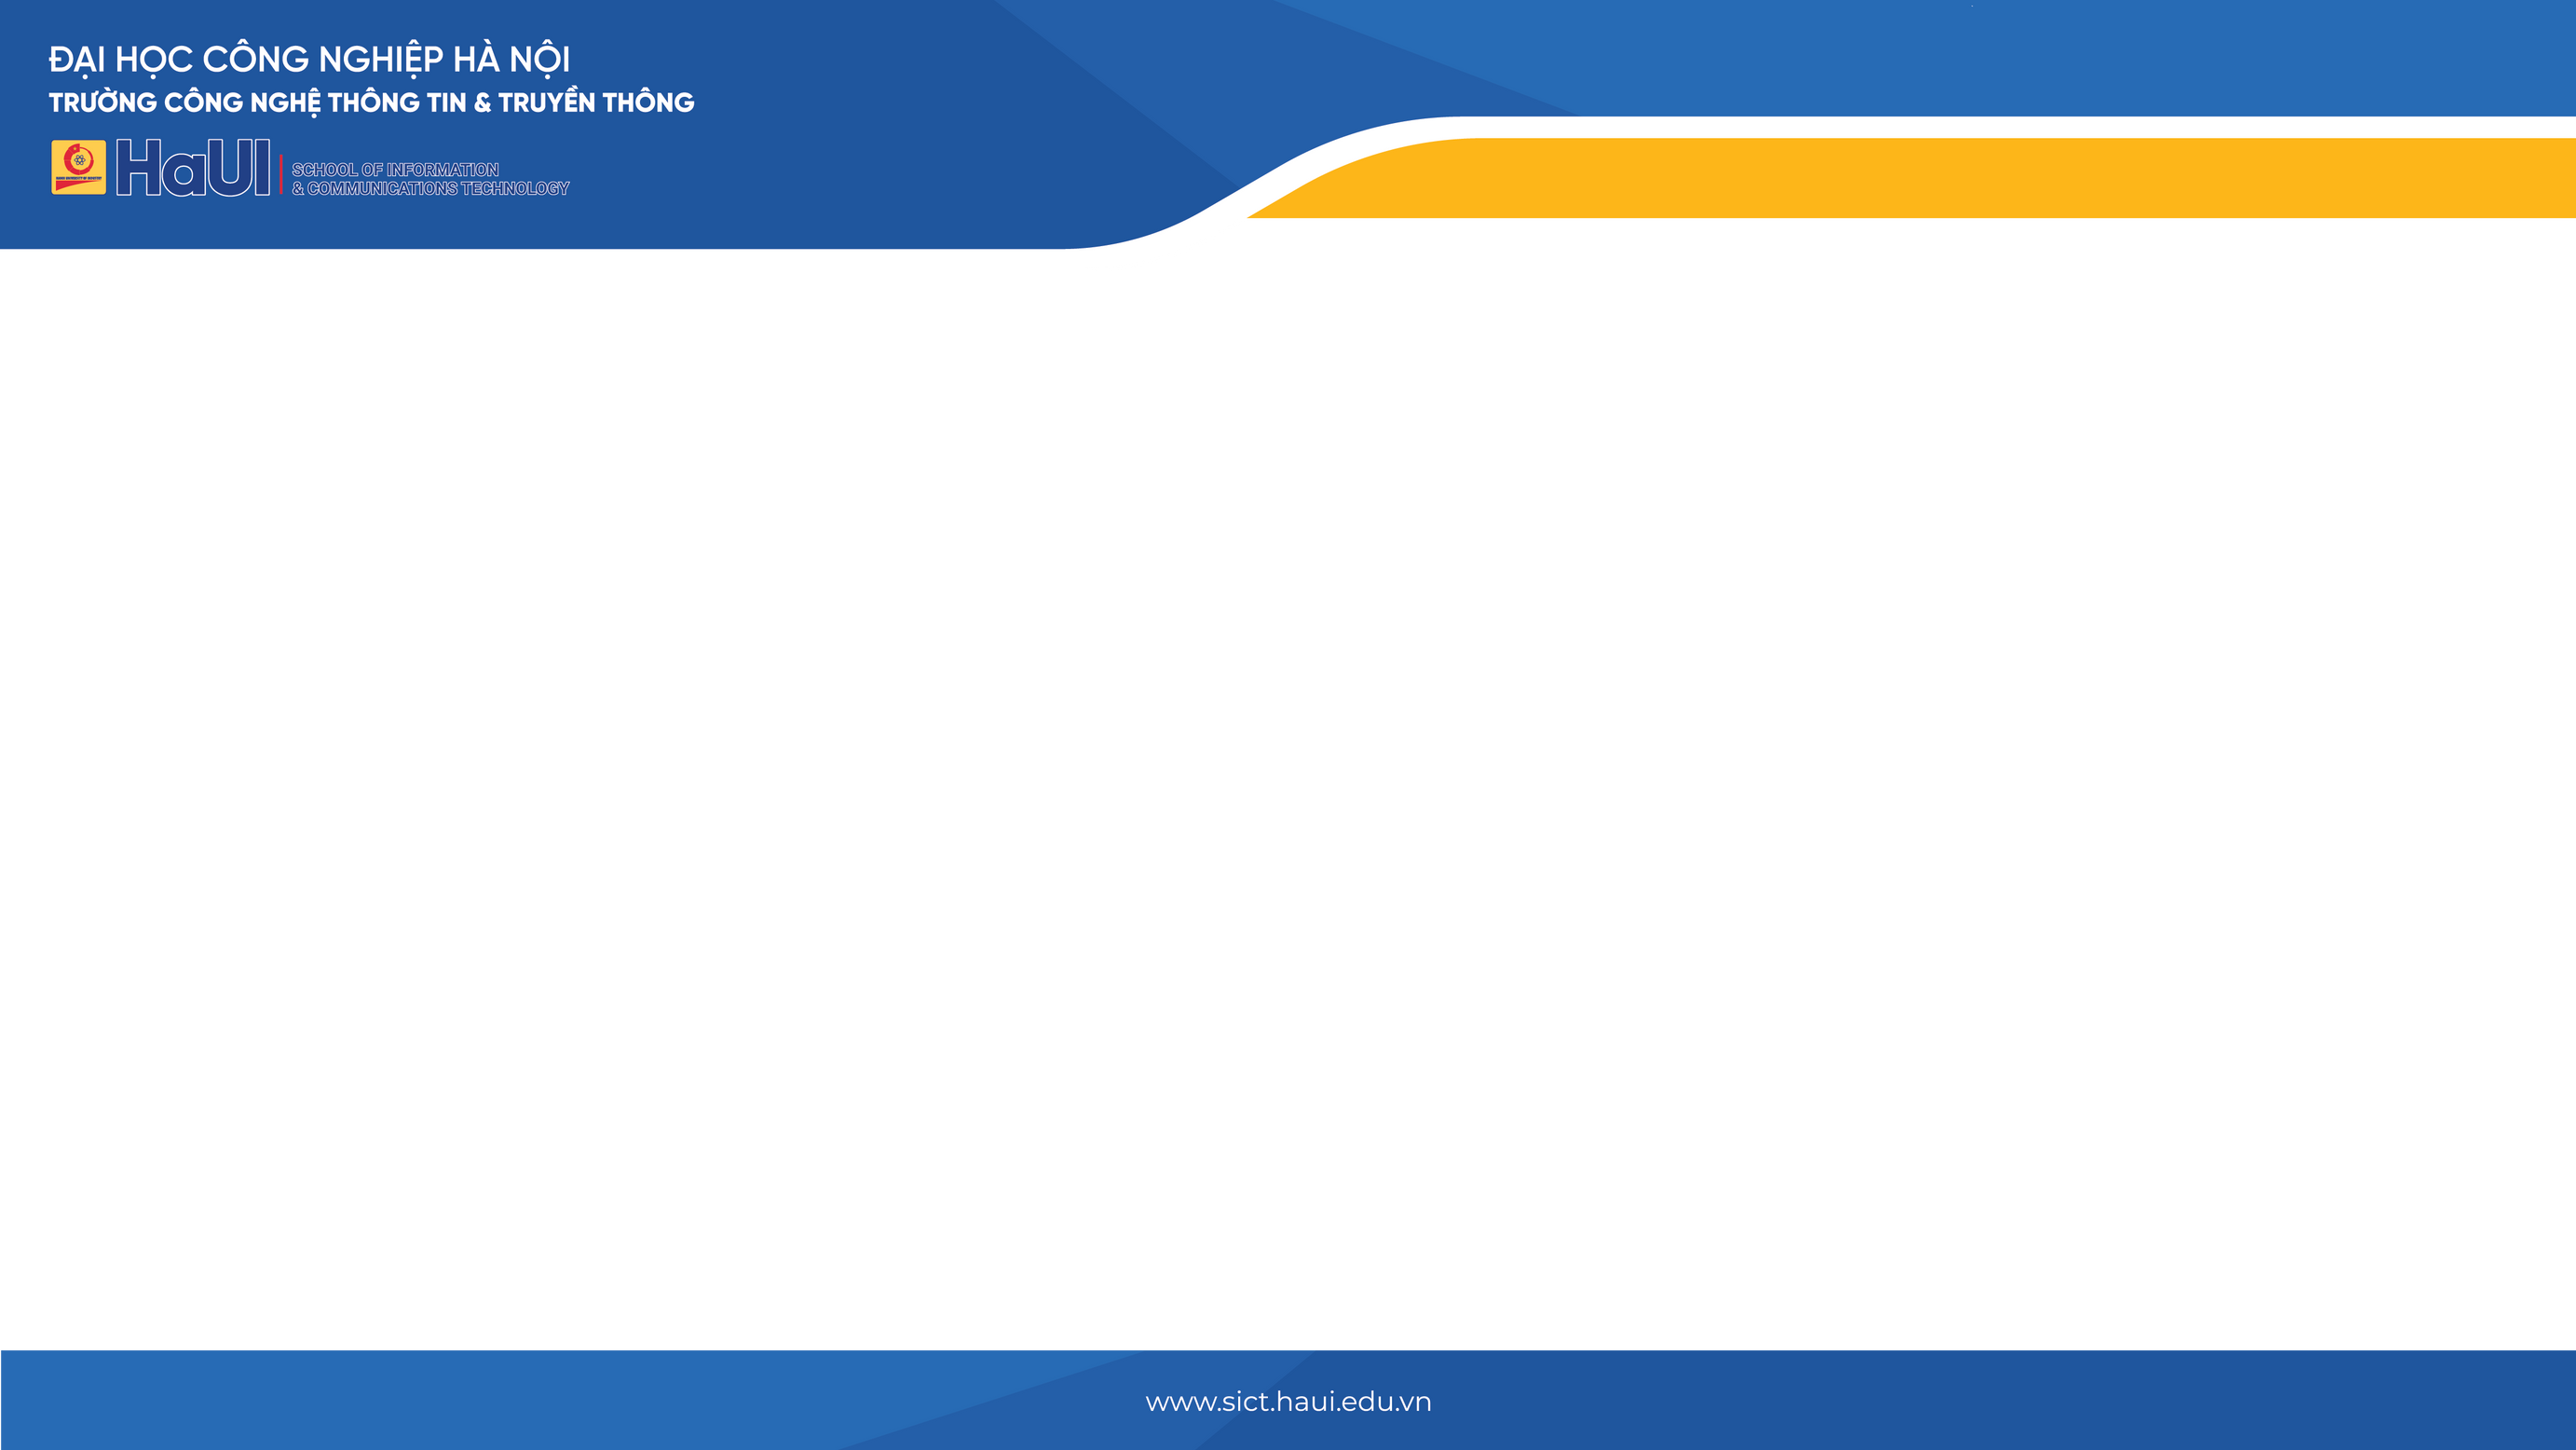 ĐẠI HỌC CÔNG NGHIỆP HÀ NỘI
TRƯỜNG CÔNG NGHỆ THÔNG TIN & TRUYỀN THÔNG
HaUI
SCHOOL OF INFORMATION
& COMMUNICATIONS TECHNOLOGY
www.sict.haui.edu.vn